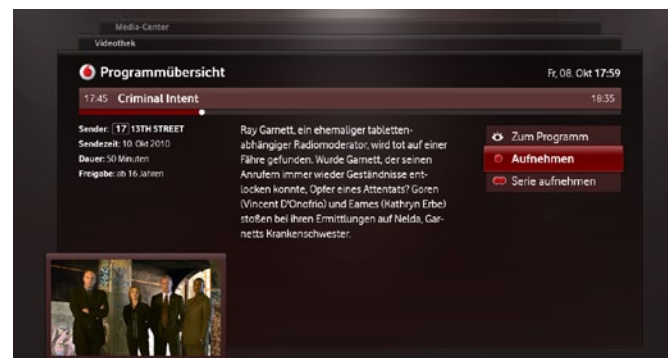 Media-Center
Videothek
Programmübersicht
Fr, 08. Okt 17:59
17:45 Criminal Intent
18:35
Sender: 17 13TH STREET
Sendezeit: 10. Okt 2010
Dauer: 50 Minuten
Freigabe: ab 16 Jahren
Ray Garnett, ein ehemaliger tabletten-
abhängiger Radiomoderator, wird tot auf einer
Fähre gefunden. Wurde Garnett, der seinen
Anrufern immer wieder Geständnisse ent-
locken konnte, Opfer eines Attentats? Goren
(Vincent D'Onofrio) und Eames (Kathryn Erbe)
stoßen bei ihren Ermittlungen auf Nelda, Gar-
netts Krankenschwester.
Zum Programm
Aufnehmen
Serie aufnehmen